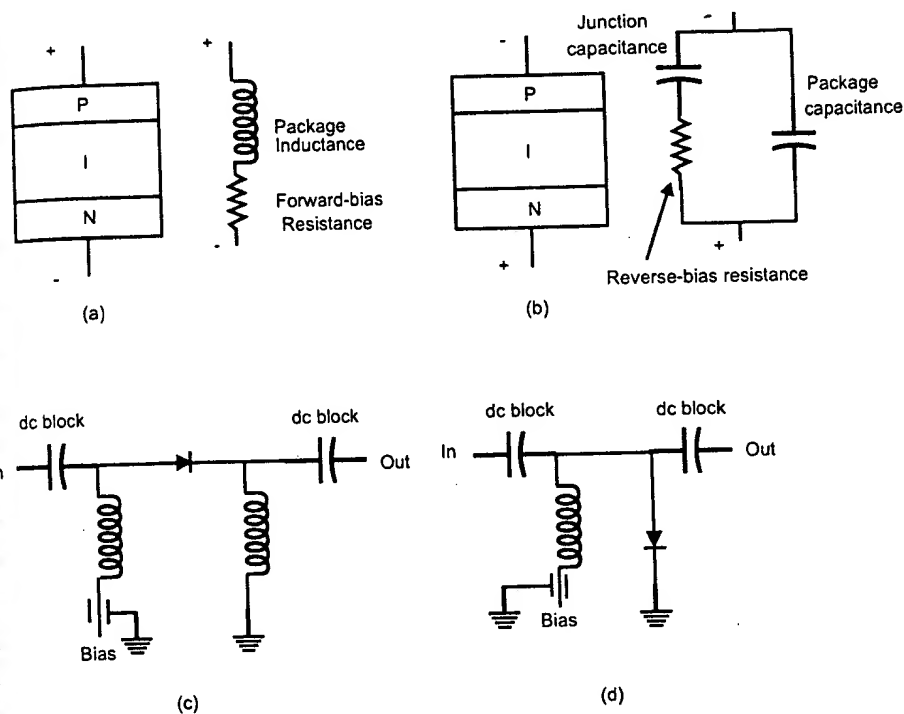 +
P
I
N
-
(a)
+
Package
Inductance
Forward-bias
Resistance
-
-
P
I
N
+
(b)
Junction
capacitance
-
Package
capacitance
+
Reverse-bias resistance
dc block
dc block
Out
Bias
(c)
dc block
dc block
In
Out
Bias
(d)